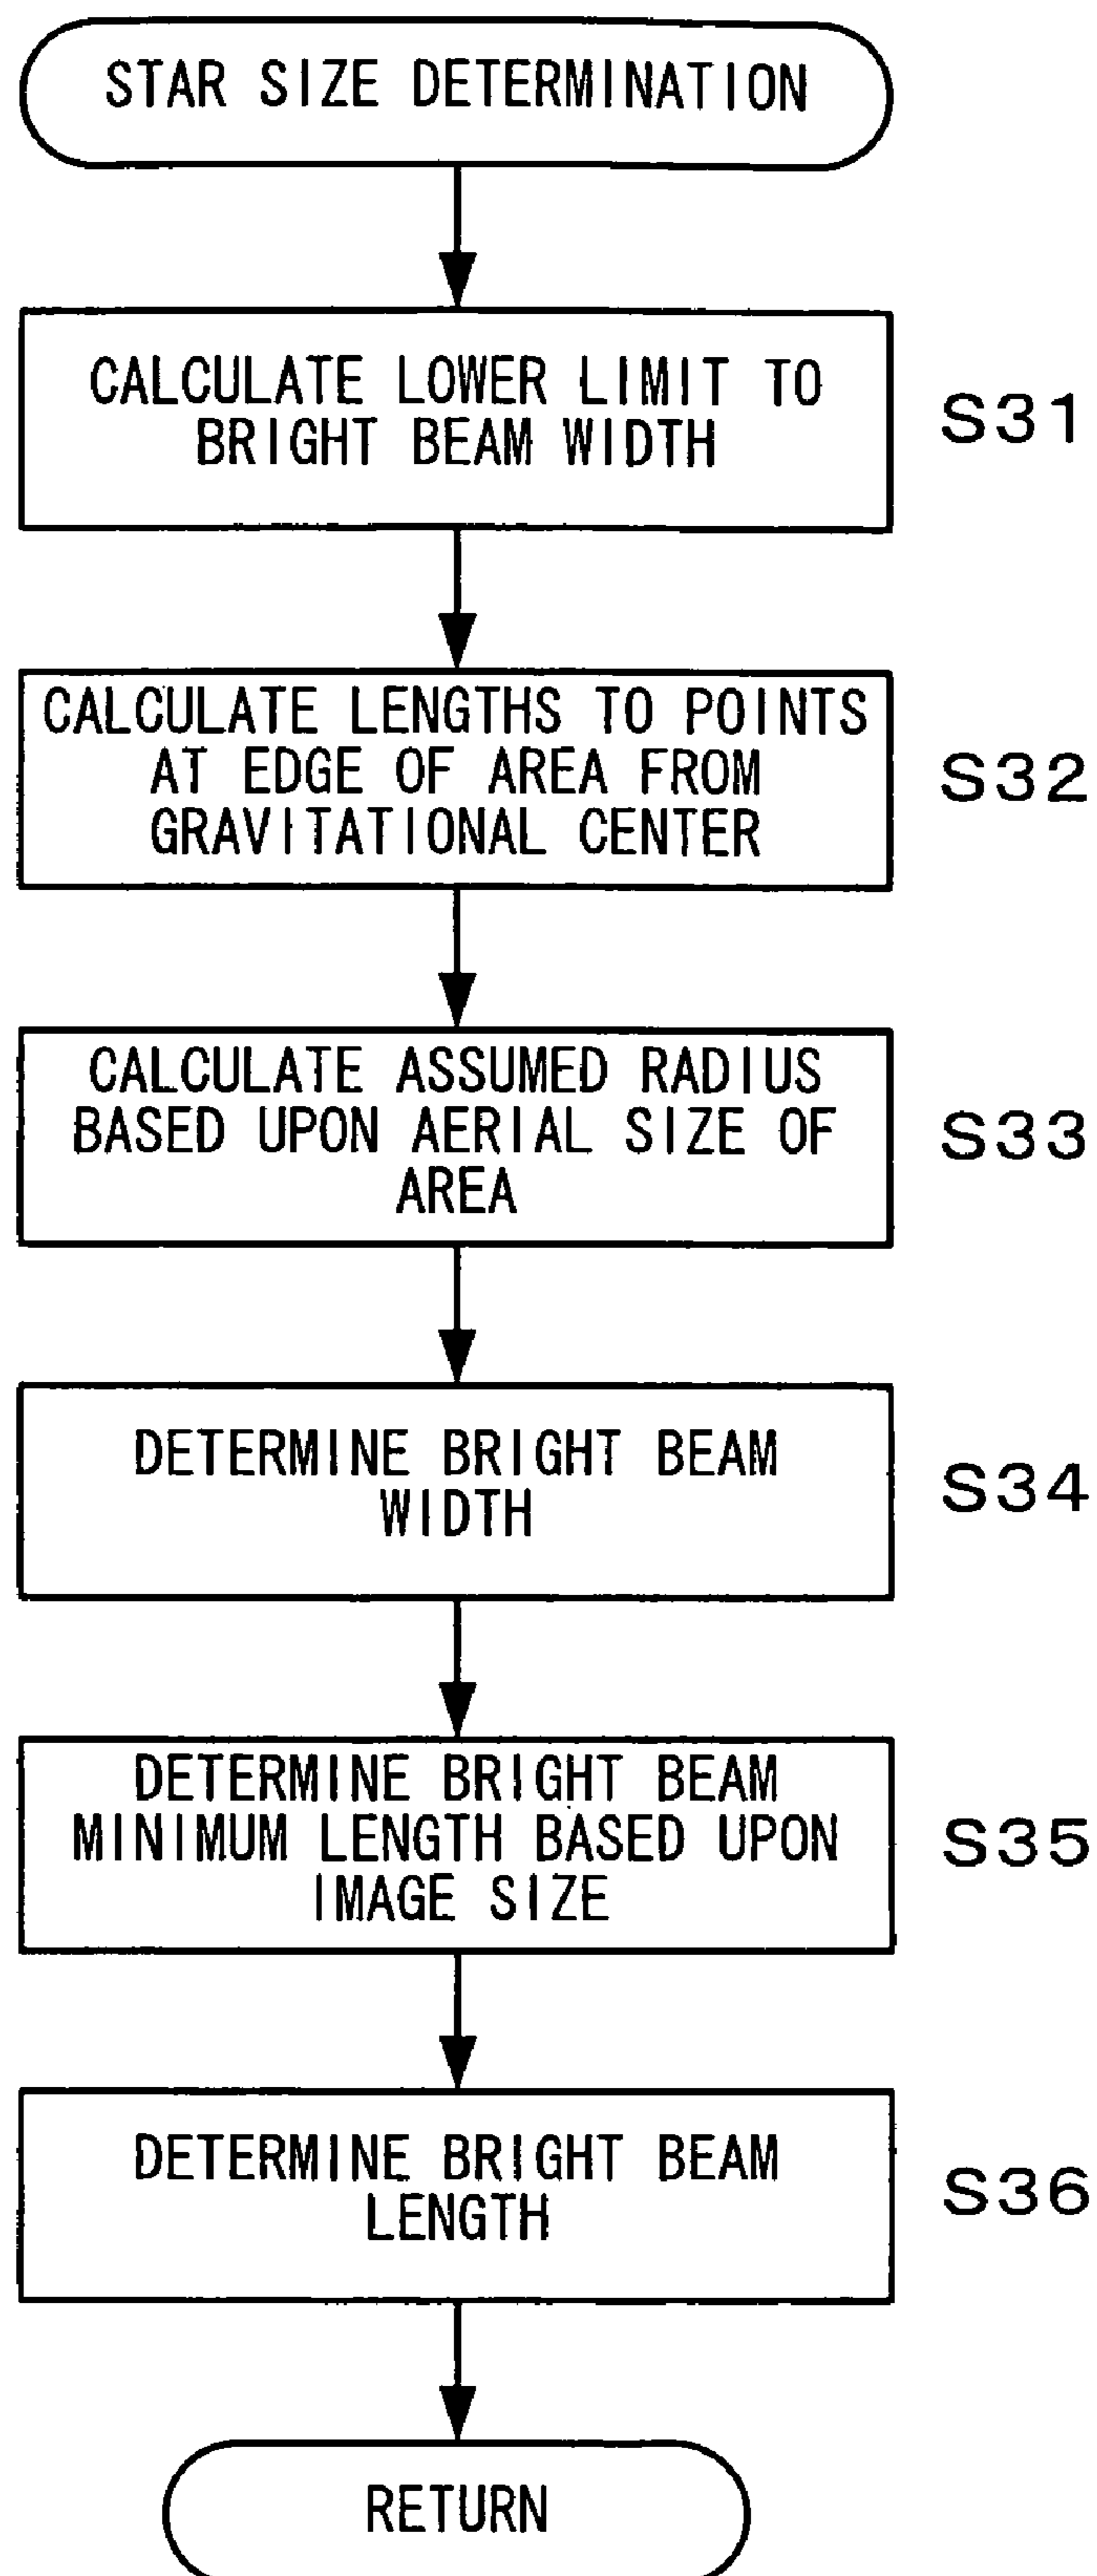 STAR SIZE DETERMINATION
CALCULATE LOWER LIMIT TO
BRIGHT BEAM WIDTH
S31
CALCULATE LENGTHS TO POINTS
AT EDGE OF AREA FROM
GRAVITATIONAL CENTER
S32
CALCULATE ASSUMED RADIUS
BASED UPON AERIAL SIZE OF
AREA
S33
DETERMINE BRIGHT BEAM
WIDTH
S34
DETERMINE BRIGHT BEAM
MINIMUM LENGTH BASED UPON
IMAGE SIZE
S35
DETERMINE BRIGHT BEAM
LENGTH
S36
RETURN